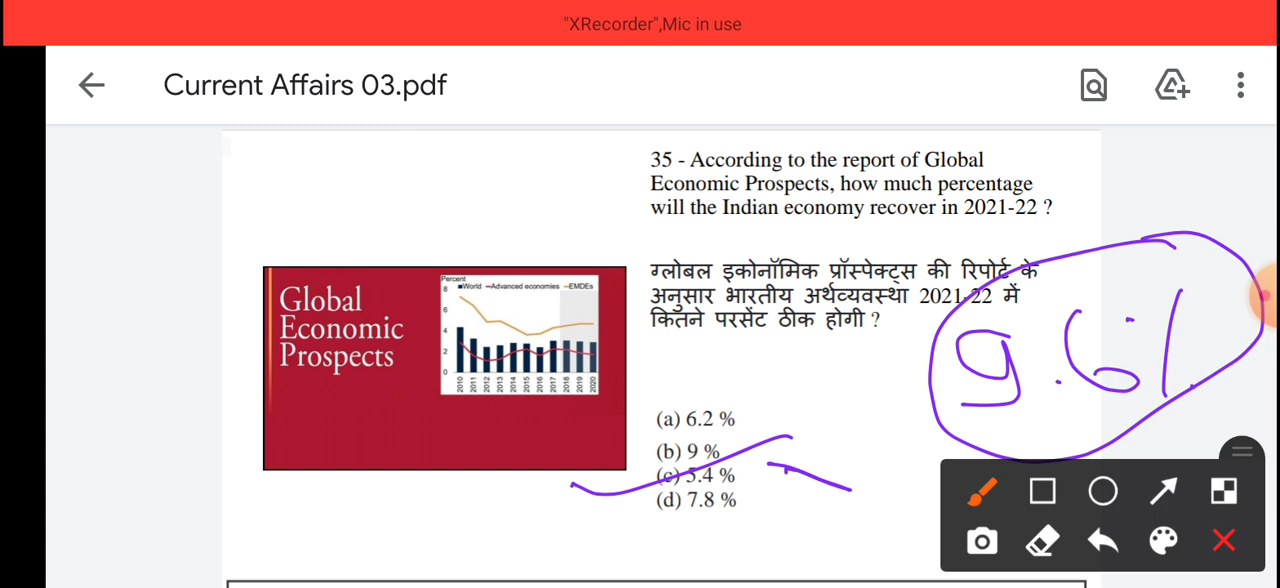 "XRecorder",Mic in use
Current Affairs 03.pdf
35 - According to the report of Global
Economic Prospects, how much percentage
will the Indian economy recover in 2021-22 ?
ग्लोबल इकोनॉमिक प्रॉस्पेक्ट्स की रिपोर्ट के
अनुसार भारतीय अर्थव्यवस्था 2021-22 में
कितने परसेंट ठीक होगी ?
Global
Economic
Prospects
Percent
World Advanced economies EMDEs
8
6
4
2
0
2010 2011 2012 2013 2014 2015 2016 2017 2018 2019 2020
9.6%
(a) 6.2 %
(b) 9 %
(c) 5.4 %
(d) 7.8 %